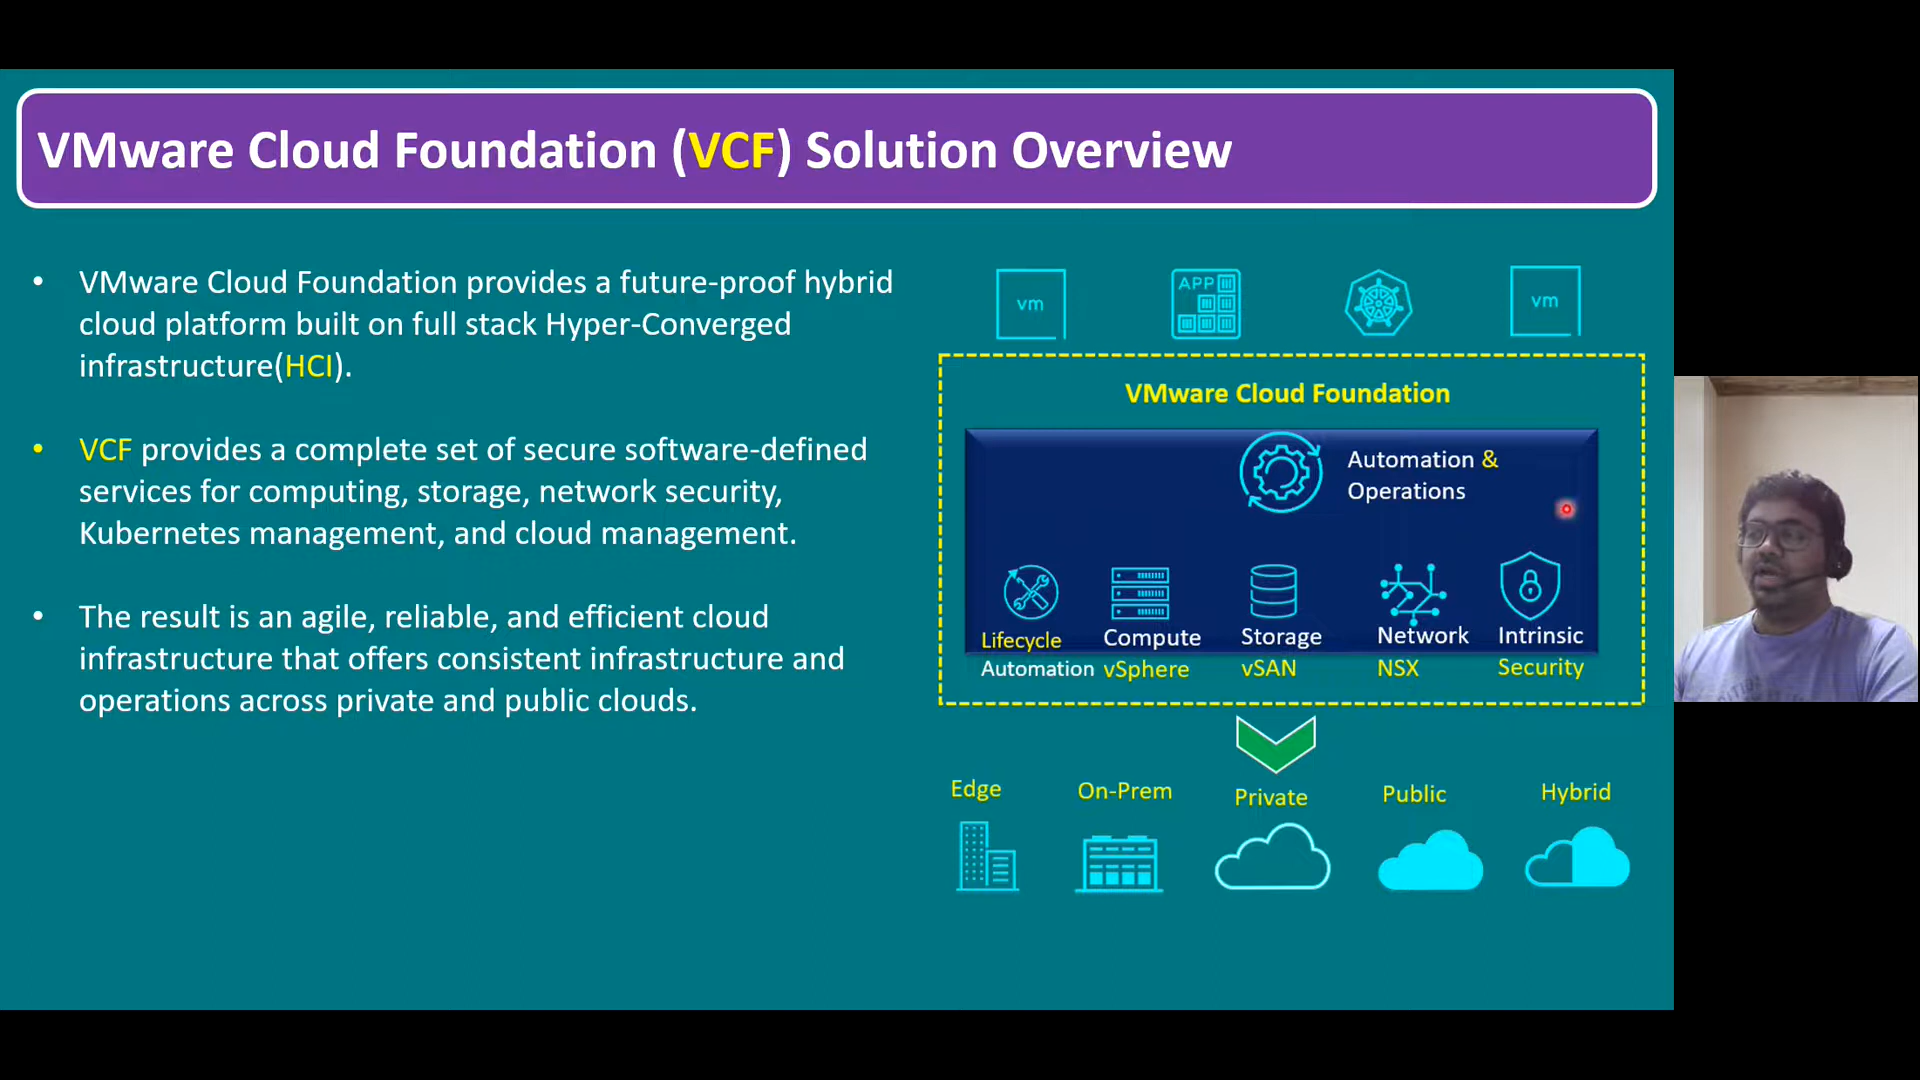 VMware Cloud Foundation (VCF) Solution Overview
• VMware Cloud Foundation provides a future-proof hybrid
cloud platform built on full stack Hyper-Converged
infrastructure(HCI).
• VCF provides a complete set of secure software-defined
services for computing, storage, network security,
Kubernetes management, and cloud management.
• The result is an agile, reliable, and efficient cloud
infrastructure that offers consistent infrastructure and
operations across private and public clouds.
vm
APP
vm
VMware Cloud Foundation
Automation &
Operations
Lifecycle
Automation
Compute
vSphere
Storage
vSAN
Network
NSX
Intrinsic
Security
Edge
On-Prem
Private
Public
Hybrid